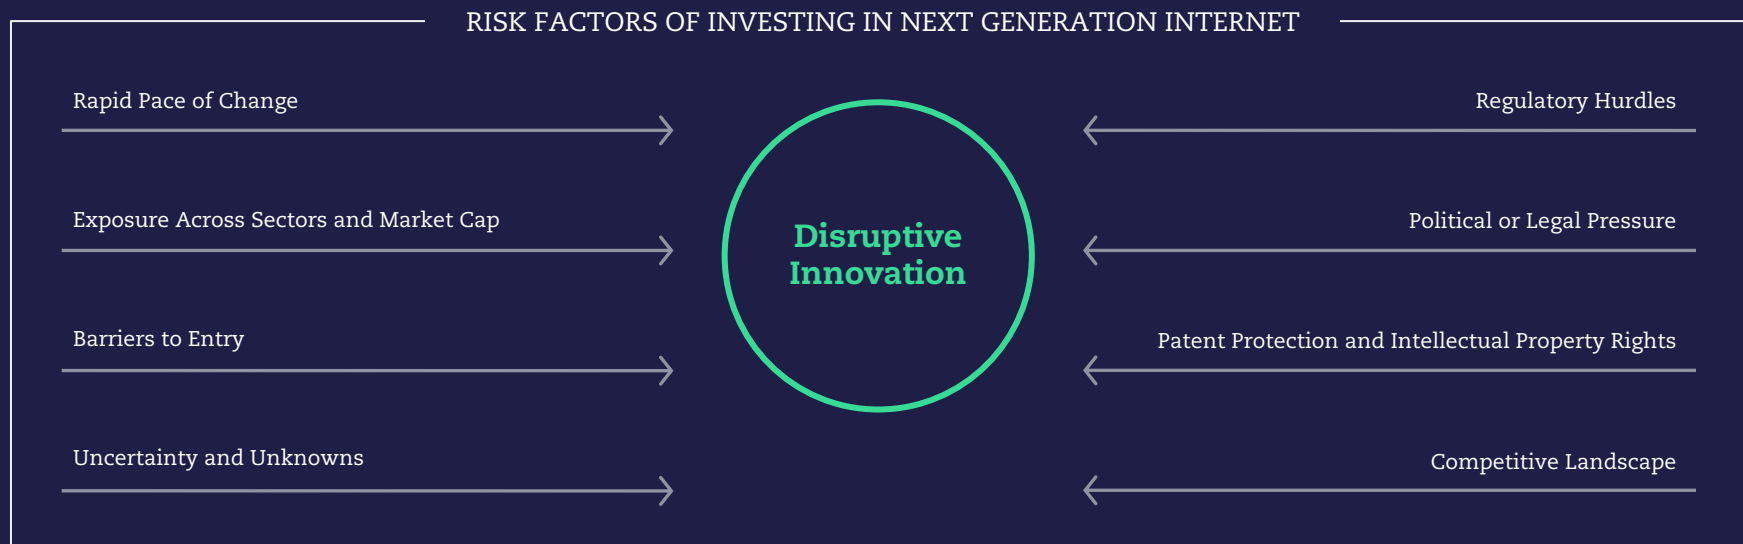 RISK FACTORS OF INVESTING IN NEXT GENERATION INTERNET
Rapid Pace of Change
Exposure Across Sectors and Market Cap
Barriers to Entry
Uncertainty and Unknowns
Disruptive
Innovation
Regulatory Hurdles
Political or Legal Pressure
Patent Protection and Intellectual Property Rights
Competitive Landscape